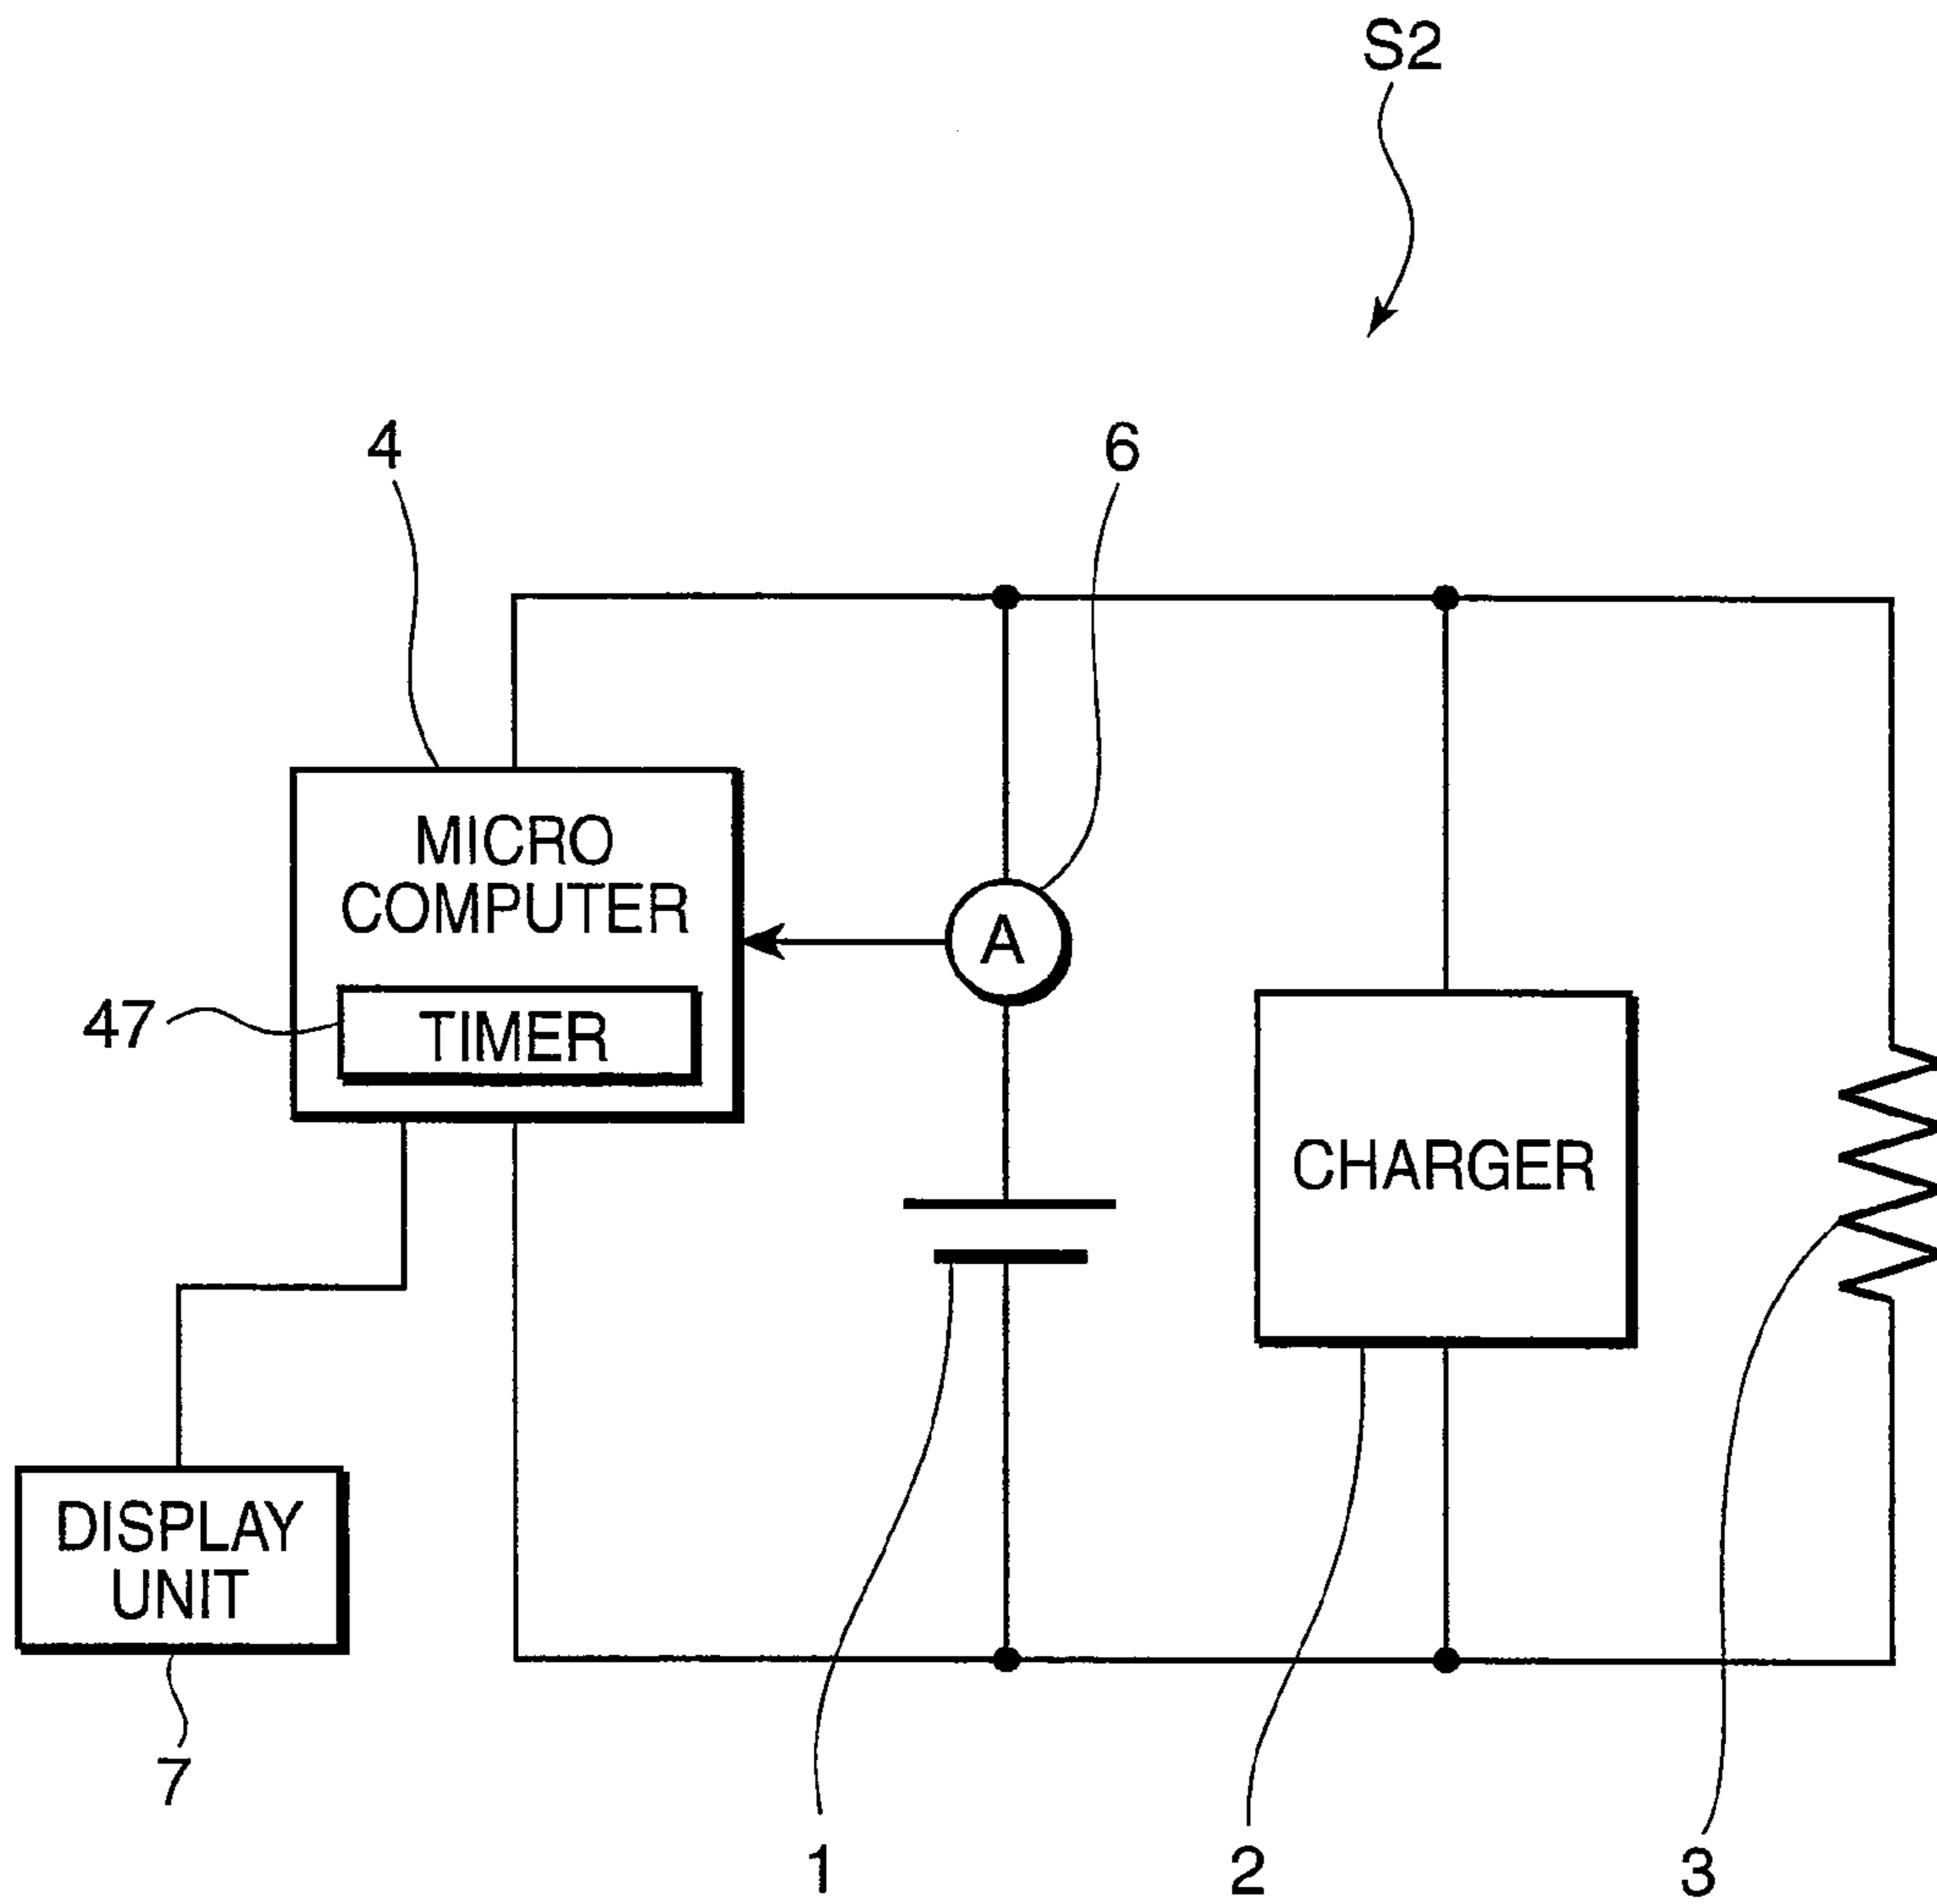 S2
4
6
MICRO
COMPUTER
A
47
TIMER
CHARGER
DISPLAY
UNIT
7
1
2
3